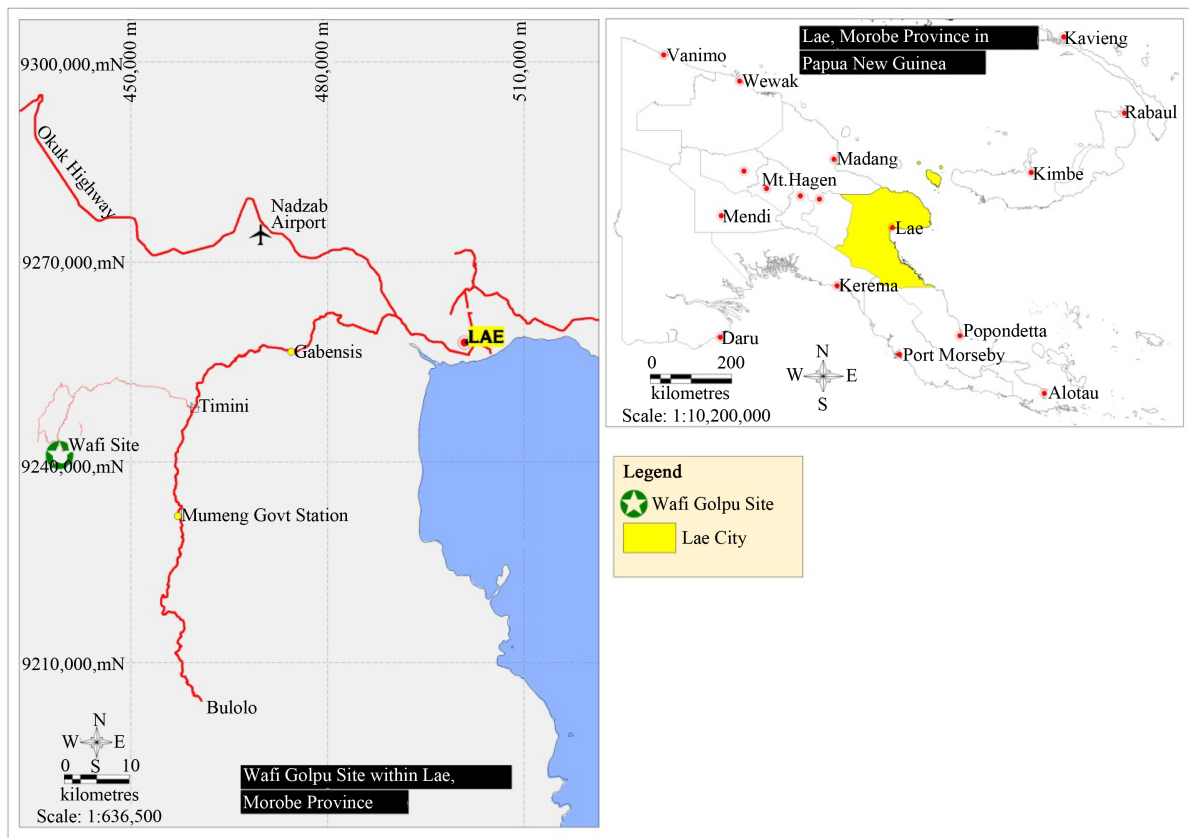 450,000 m
480,000 m
510,000 m
9300,000,mN
Okuk Highway
Nadzab
Airport
9270,000,mN
LAE
Gabensis
Timini
Wafi Site
9240,000,mN
Mumeng Govt Station
9210,000,mN
Bulolo
N
W E
S
0 10
kilometres
Scale: 1:636,500
Wafi Golpu Site within Lae,
Morobe Province
Lae, Morobe Province in
Papua New Guinea
Kavieng
Vanimo
Wewak
Rabaul
Madang
Kimbe
Mt.Hagen
Mendi
Lae
Kerema
Daru
Popondetta
Port Morseby
Alotau
0 200
kilometres
Scale: 1:10,200,000
N
W E
S
Legend
Wafi Golpu Site
Lae City